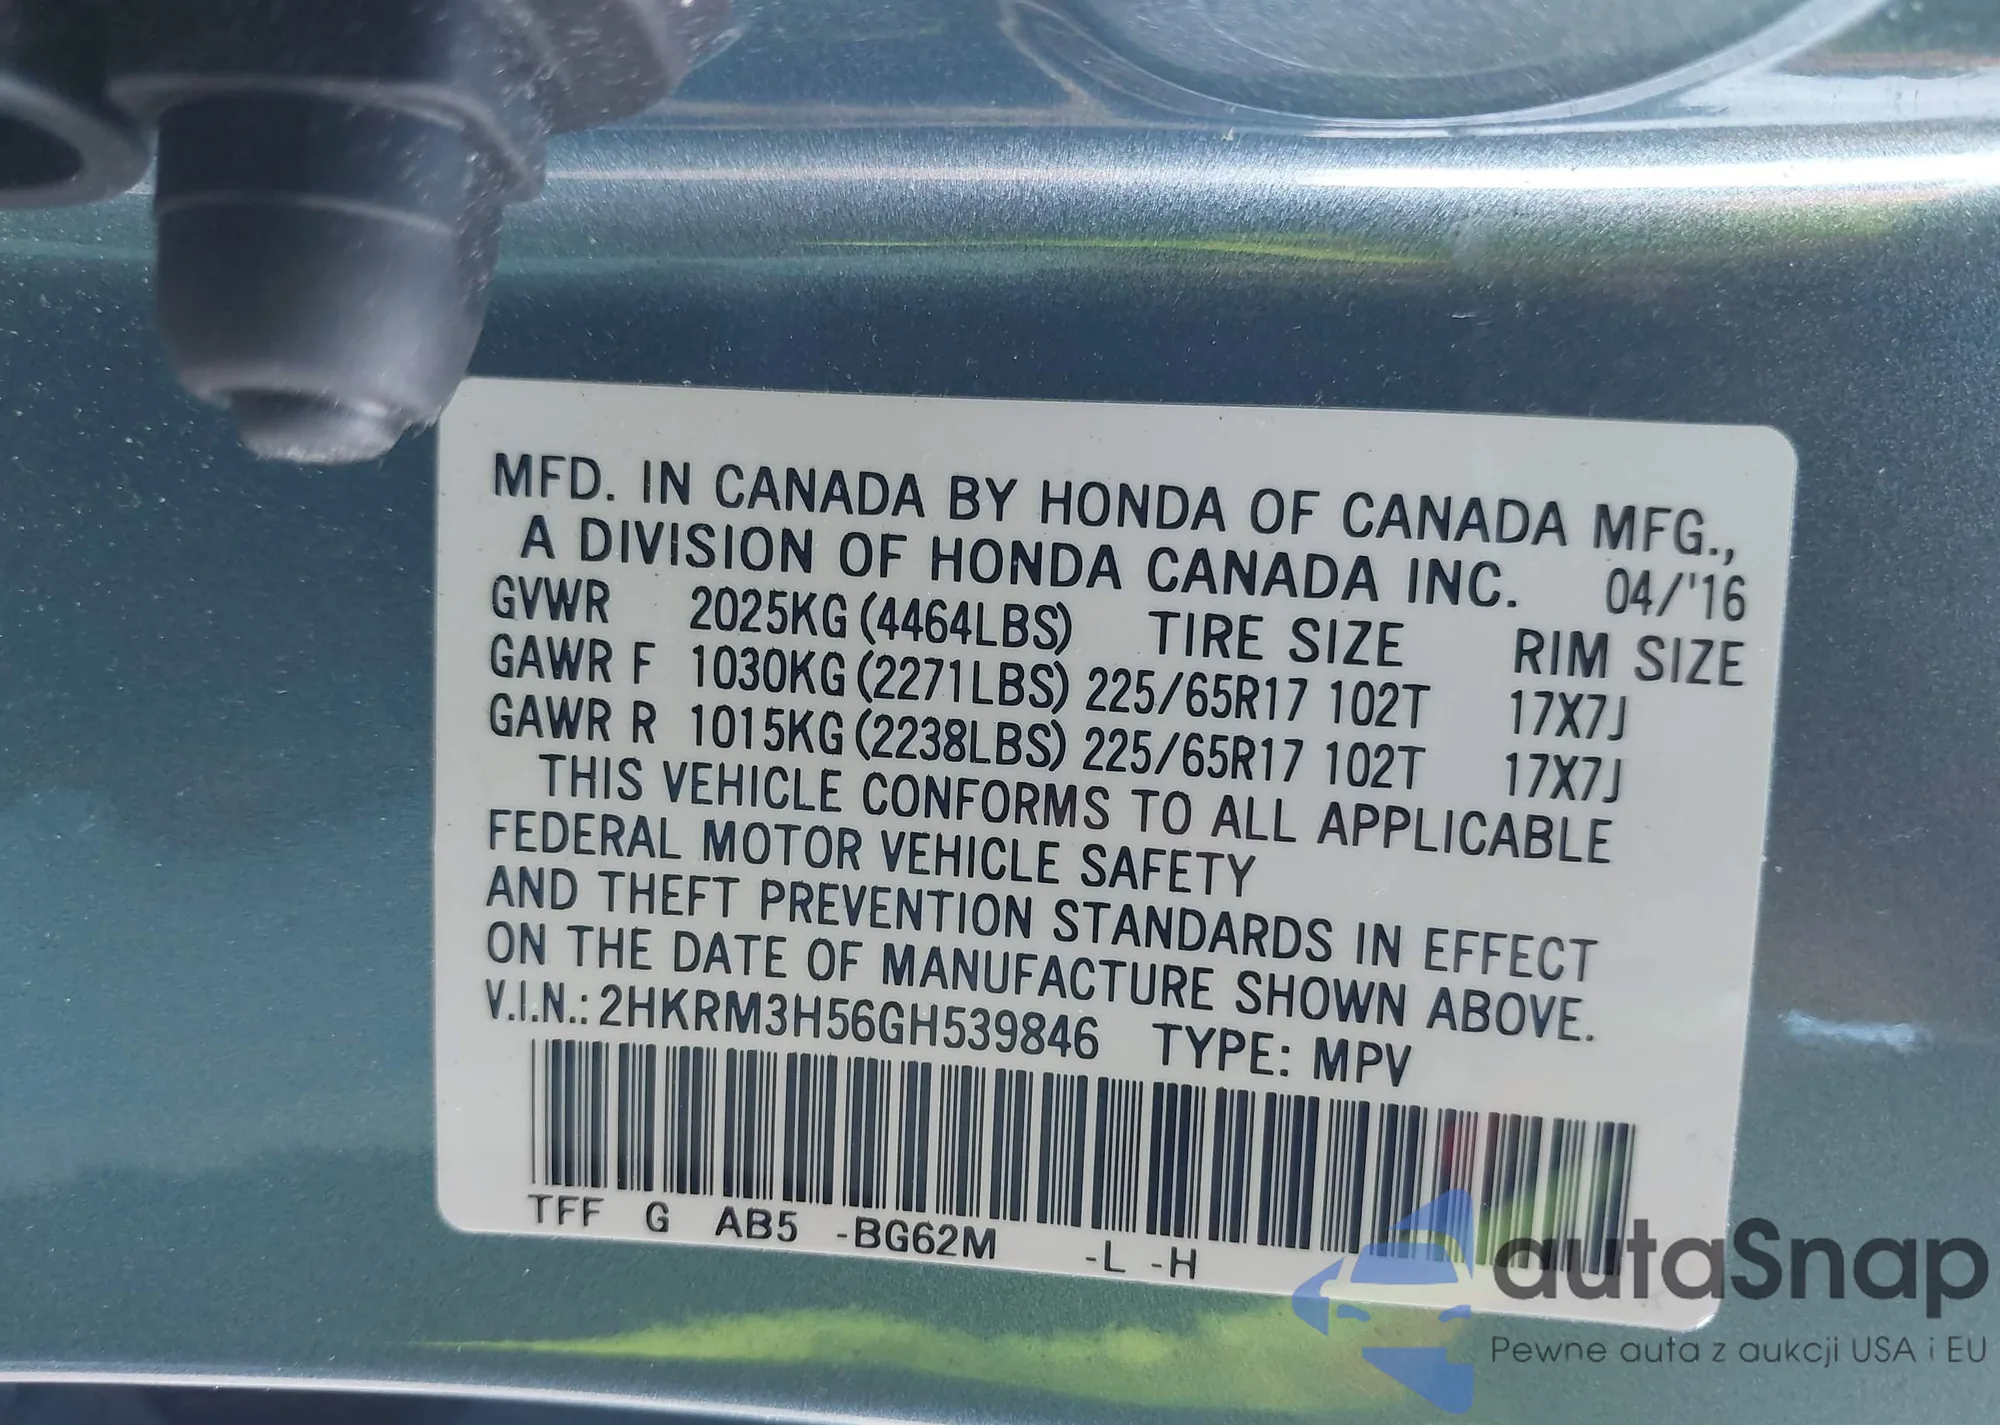 MFD. IN CANADA BY HONDA OF CANADA MFG.,
A DIVISION OF HONDA CANADA INC. 04/'16
GVWR 2025KG (4464LBS) TIRE SIZE RIM SIZE
GAWR F 1030KG (2271LBS) 225/65R17 102T 17X7J
GAWR R 1015KG (2238LBS) 225/65R17 102T 17X7J
THIS VEHICLE CONFORMS TO ALL APPLICABLE
FEDERAL MOTOR VEHICLE SAFETY
AND THEFT PREVENTION STANDARDS IN EFFECT
ON THE DATE OF MANUFACTURE SHOWN ABOVE.
V.I.N.: 2HKRM3H56GH539846 TYPE: MPV
TFF G AB5 -BG62M -L -H
autaSnap
Pewne auta z aukcji USA i EU